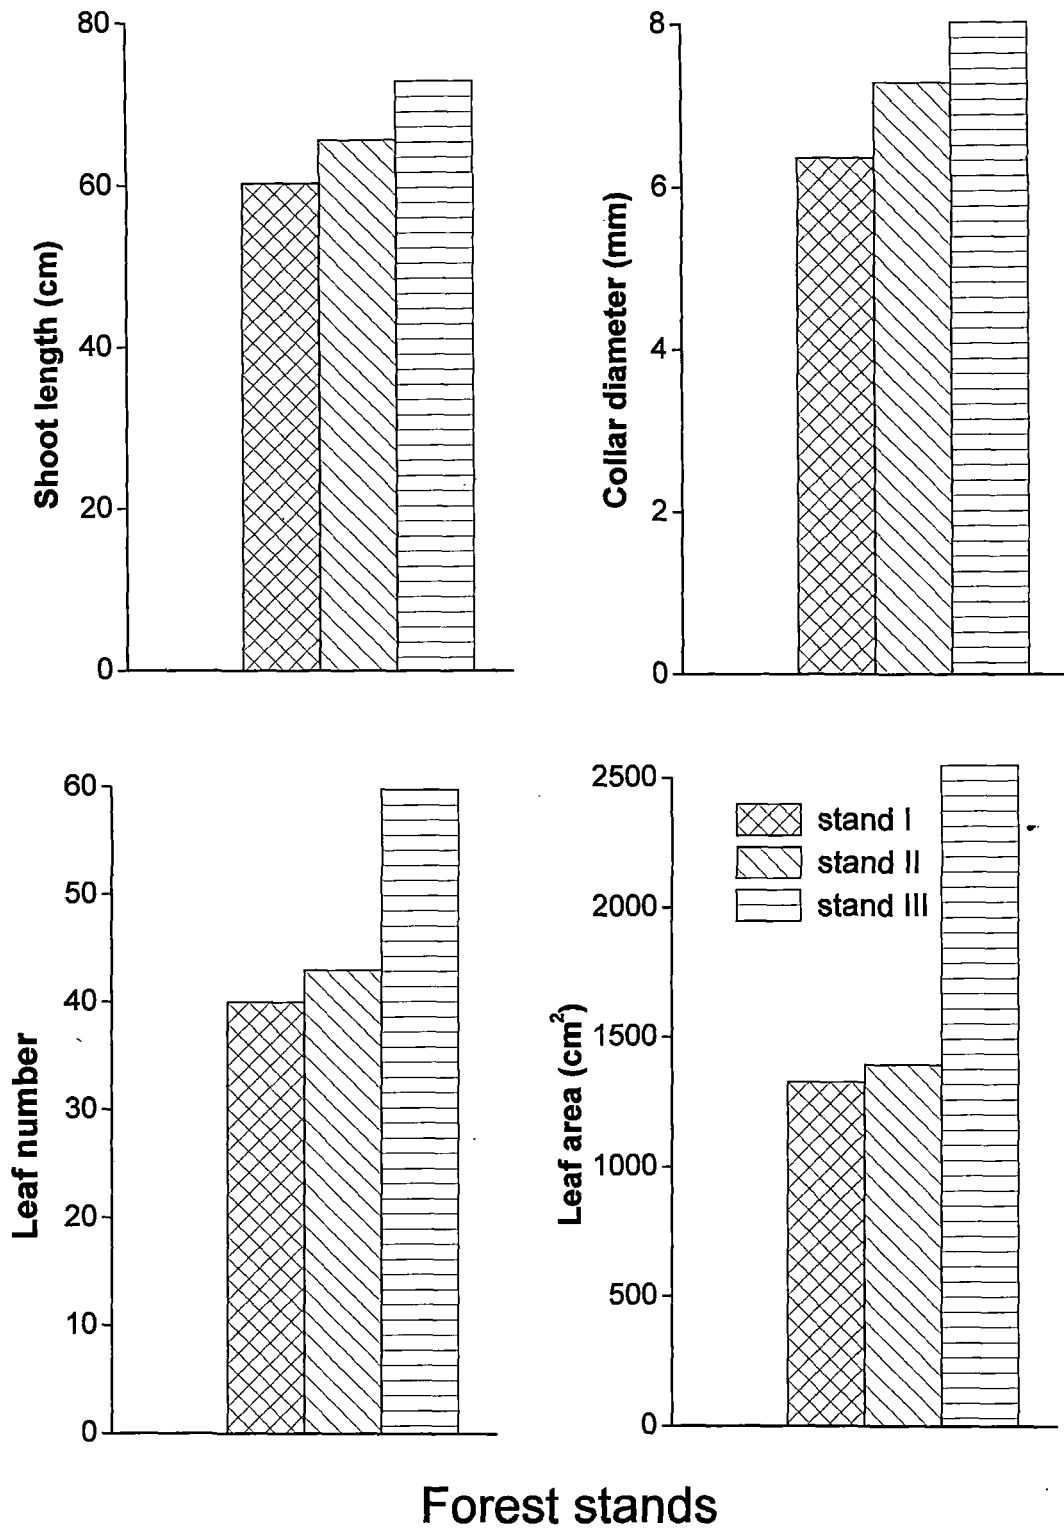 80
60
40
20
0
Shoot length (cm)
8
6
4
2
0
Collar diameter (mm)
60
50
40
30
20
10
0
Leaf number
2500
2000
1500
1000
500
0
Leaf area (cm²)
stand I
stand II
stand III
Forest stands